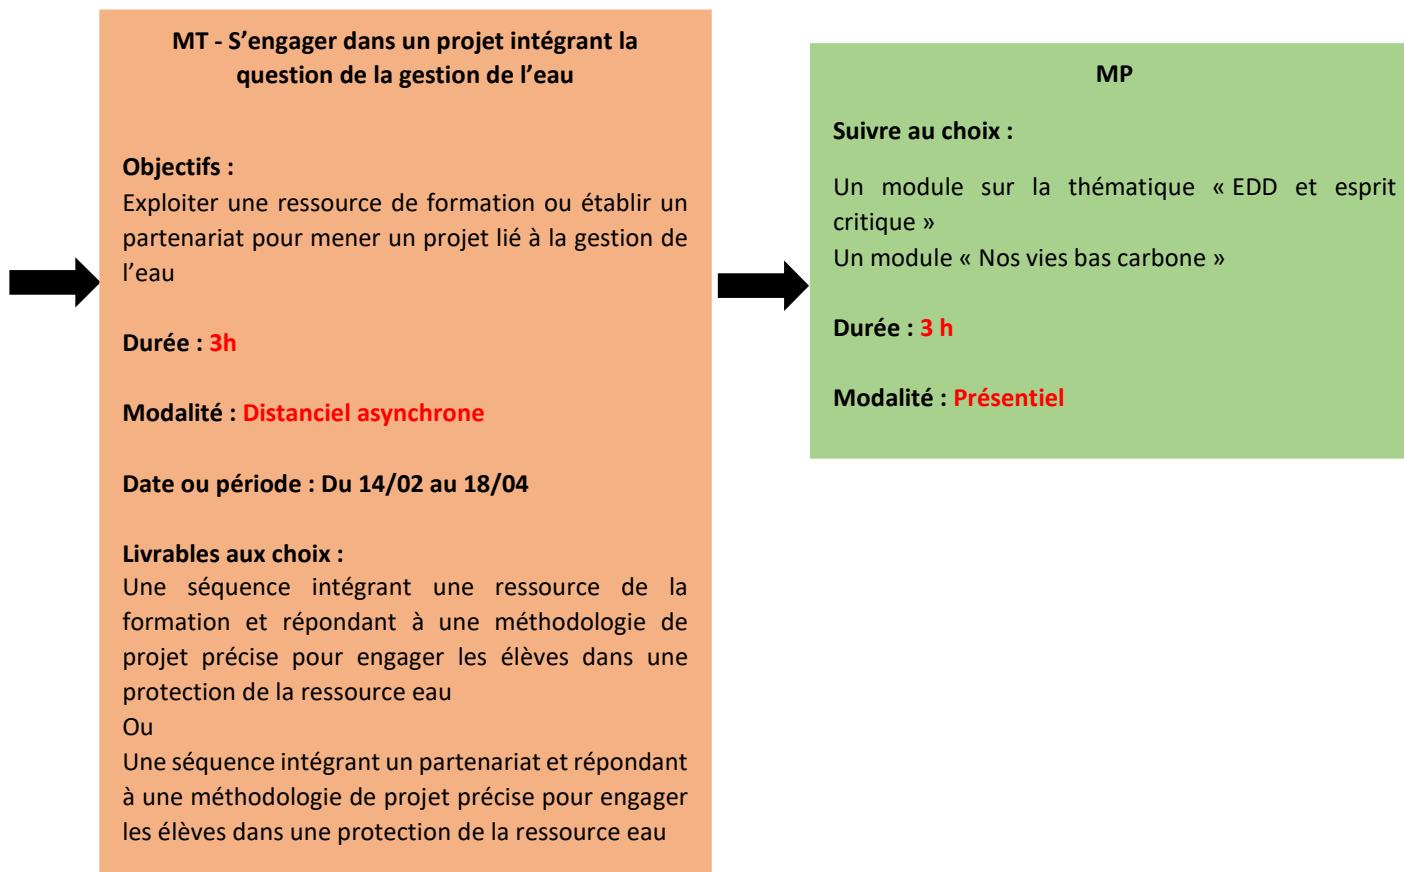 MT - S’engager dans un projet intégrant la
question de la gestion de l’eau
Objectifs :
Exploiter une ressource de formation ou établir un
partenariat pour mener un projet lié à la gestion de
l’eau
Durée : 3h
Modalité : Distanciel asynchrone
Date ou période : Du 14/02 au 18/04
Livrables aux choix :
Une séquence intégrant une ressource de la
formation et répondant à une méthodologie de
projet précise pour engager les élèves dans une
protection de la ressource eau
Ou
Une séquence intégrant un partenariat et répondant
à une méthodologie de projet précise pour engager
les élèves dans une protection de la ressource eau
MP
Suivre au choix :
Un module sur la thématique « EDD et esprit
critique »
Un module « Nos vies bas carbone »
Durée : 3 h
Modalité : Présentiel